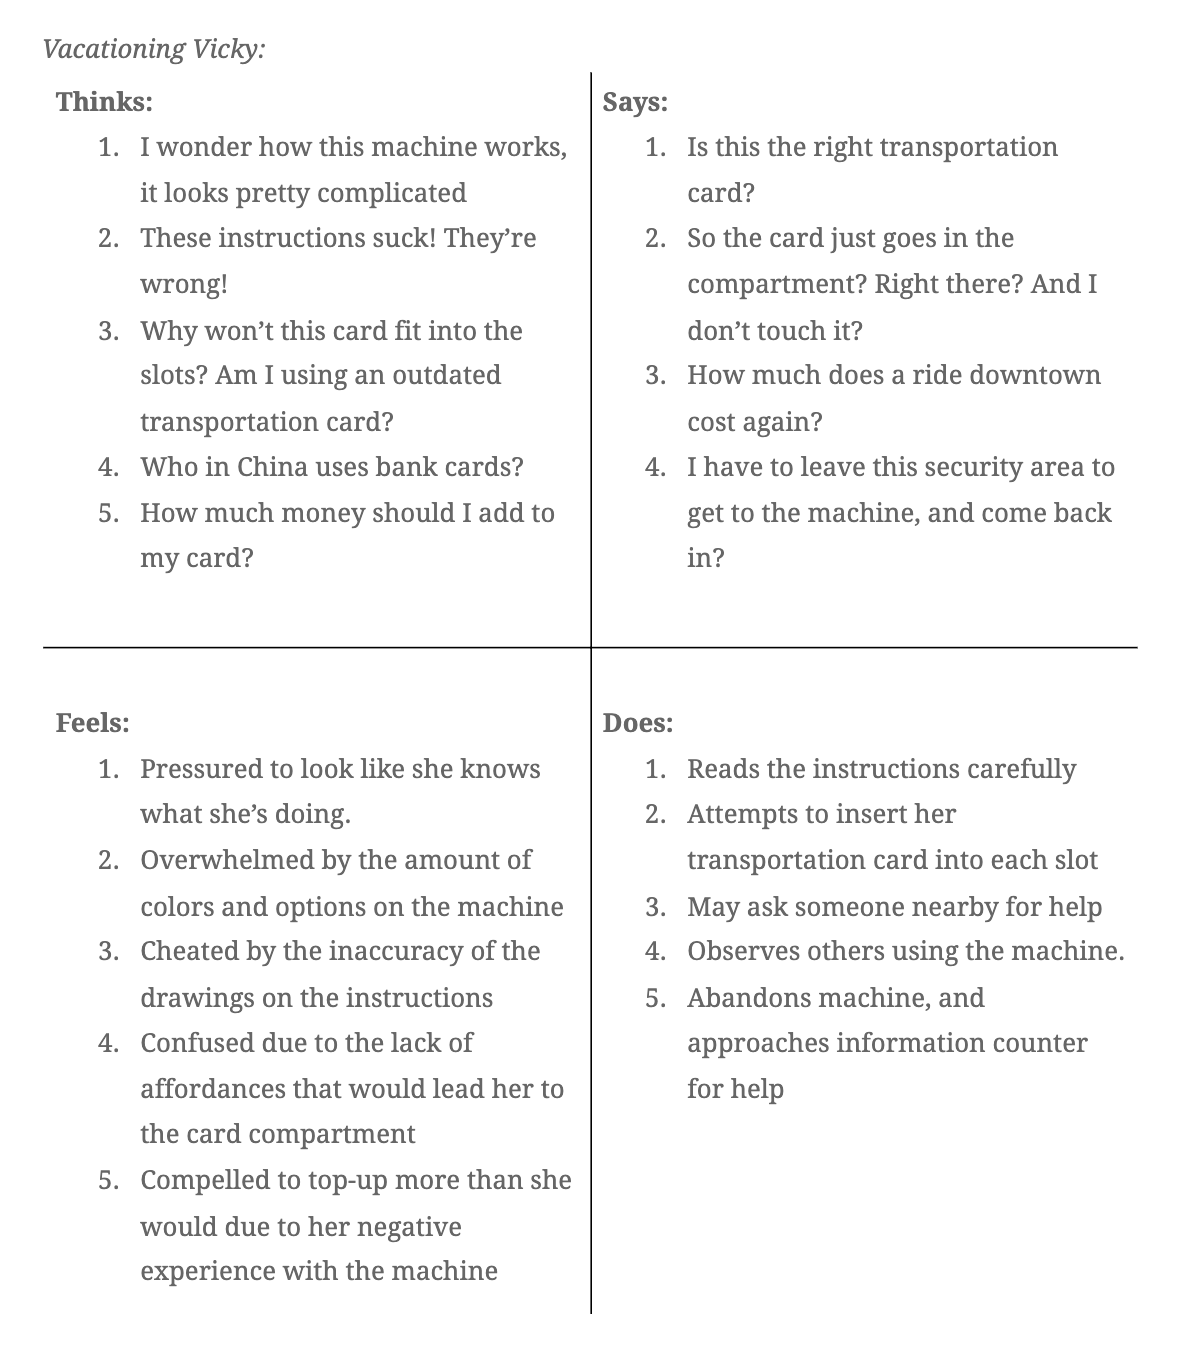 Vacationing Vicky:
Thinks:
1. I wonder how this machine works,
it looks pretty complicated
2. These instructions suck! They’re
wrong!
3. Why won’t this card fit into the
slots? Am I using an outdated
transportation card?
4. Who in China uses bank cards?
5. How much money should I add to
my card?
Says:
1. Is this the right transportation
card?
2. So the card just goes in the
compartment? Right there? And I
don’t touch it?
3. How much does a ride downtown
cost again?
4. I have to leave this security area to
get to the machine, and come back
in?
Feels:
1. Pressured to look like she knows
what she’s doing.
2. Overwhelmed by the amount of
colors and options on the machine
3. Cheated by the inaccuracy of the
drawings on the instructions
4. Confused due to the lack of
affordances that would lead her to
the card compartment
5. Compelled to top-up more than she
would due to her negative
experience with the machine
Does:
1. Reads the instructions carefully
2. Attempts to insert her
transportation card into each slot
3. May ask someone nearby for help
4. Observes others using the machine.
5. Abandons machine, and
approaches information counter
for help